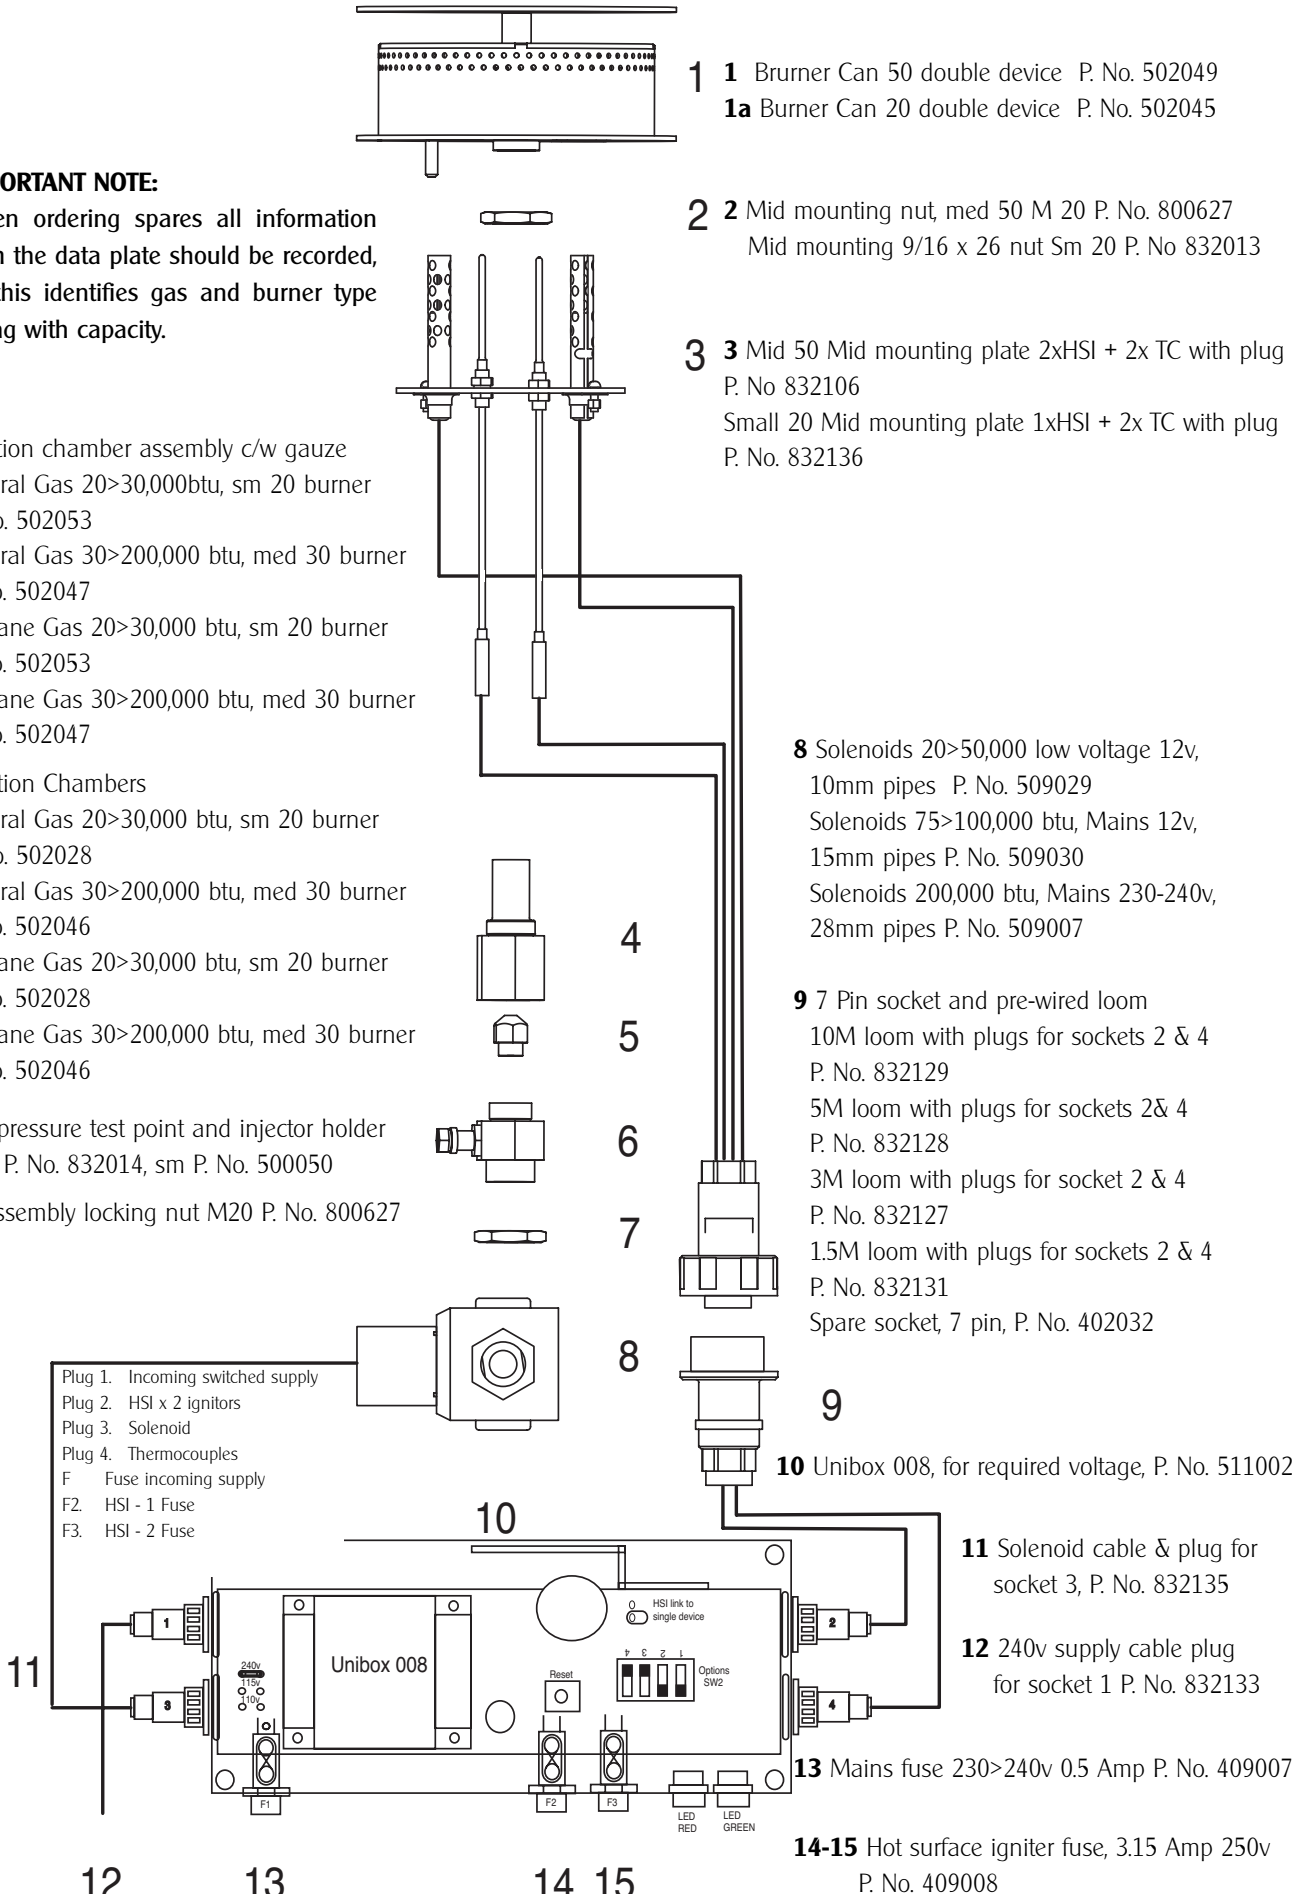 1
1 Brurner Can 50 double device P. No. 502049
1a Burner Can 20 double device P. No. 502045
ORTANT NOTE:
ordering spares all information
the data plate should be recorded,
this identifies gas and burner type
with capacity.
2
2 Mid mounting nut, med 50 M 20 P. No. 800627
Mid mounting 9/16 x 26 nut Sm 20 P. No 832013
3
3 Mid 50 Mid mounting plate 2xHSI + 2x TC with plug
P. No 832106
Small 20 Mid mounting plate 1xHSI + 2x TC with plug
P. No. 832136
tion chamber assembly c/w gauze
ral Gas 20>30,000btu, sm 20 burner
o. 502053
ral Gas 30>200,000 btu, med 30 burner
o. 502047
ane Gas 20>30,000 btu, sm 20 burner
o. 502053
ane Gas 30>200,000 btu, med 30 burner
o. 502047
tion Chambers
ral Gas 20>30,000 btu, sm 20 burner
o. 502028
ral Gas 30>200,000 btu, med 30 burner
o. 502046
ane Gas 20>30,000 btu, sm 20 burner
o. 502028
ane Gas 30>200,000 btu, med 30 burner
o. 502046
pressure test point and injector holder
P. No. 832014, sm P. No. 500050
ssembly locking nut M20 P. No. 800627
4
5
6
7
8
9
8 Solenoids 20>50,000 low voltage 12v,
10mm pipes P. No. 509029
Solenoids 75>100,000 btu, Mains 12v,
15mm pipes P. No. 509030
Solenoids 200,000 btu, Mains 230-240v,
28mm pipes P. No. 509007
9 7 Pin socket and pre-wired loom
10M loom with plugs for sockets 2 & 4
P. No. 832129
5M loom with plugs for sockets 2& 4
P. No. 832128
3M loom with plugs for socket 2 & 4
P. No. 832127
1.5M loom with plugs for sockets 2 & 4
P. No. 832131
Spare socket, 7 pin, P. No. 402032
Plug 1. Incoming switched supply
Plug 2. HSI x 2 ignitors
Plug 3. Solenoid
Plug 4. Thermocouples
F Fuse incoming supply
F2. HSI - 1 Fuse
F3. HSI - 2 Fuse
10
10 Unibox 008, for required voltage, P. No. 511002
11 Solenoid cable & plug for
socket 3, P. No. 832135
12 240v supply cable plug
for socket 1 P. No. 832133
13 Mains fuse 230>240v 0.5 Amp P. No. 409007
14-15 Hot surface igniter fuse, 3.15 Amp 250v
P. No. 409008
11
1
3
240v
115v
110v
Unibox 008
HSI link to
single device
4 3 2 1
Options
SW2
Reset
2
4
F1
F2
F3
LED
RED
LED
GREEN
12
13
14 15